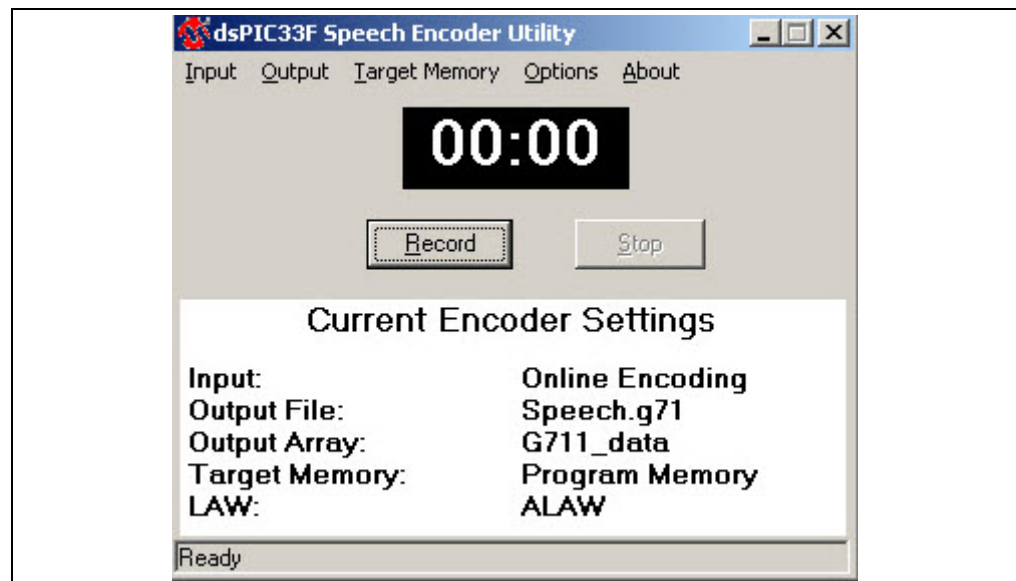 dsPIC33F Speech Encoder Utility
Input Output Target Memory Options About
00:00
Record Stop
Current Encoder Settings
Input: Online Encoding
Output File: Speech.g71
Output Array: G711_data
Target Memory: Program Memory
LAW: ALAW
Ready